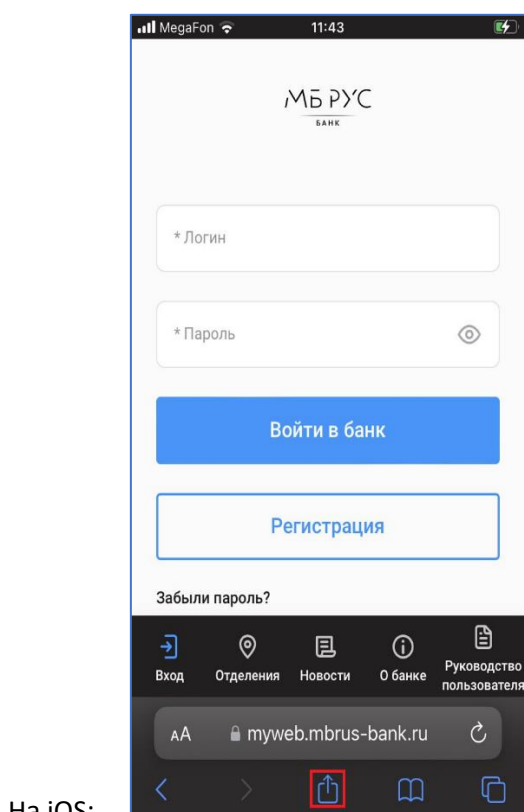 MegaFon 11:43
МБ РУС
БАНК
* Логин
* Пароль
Войти в банк
Регистрация
Забыли пароль?
Вход Отделения Новости О банке Руководство пользователя
AA myweb.mbrus-bank.ru
На iOS: